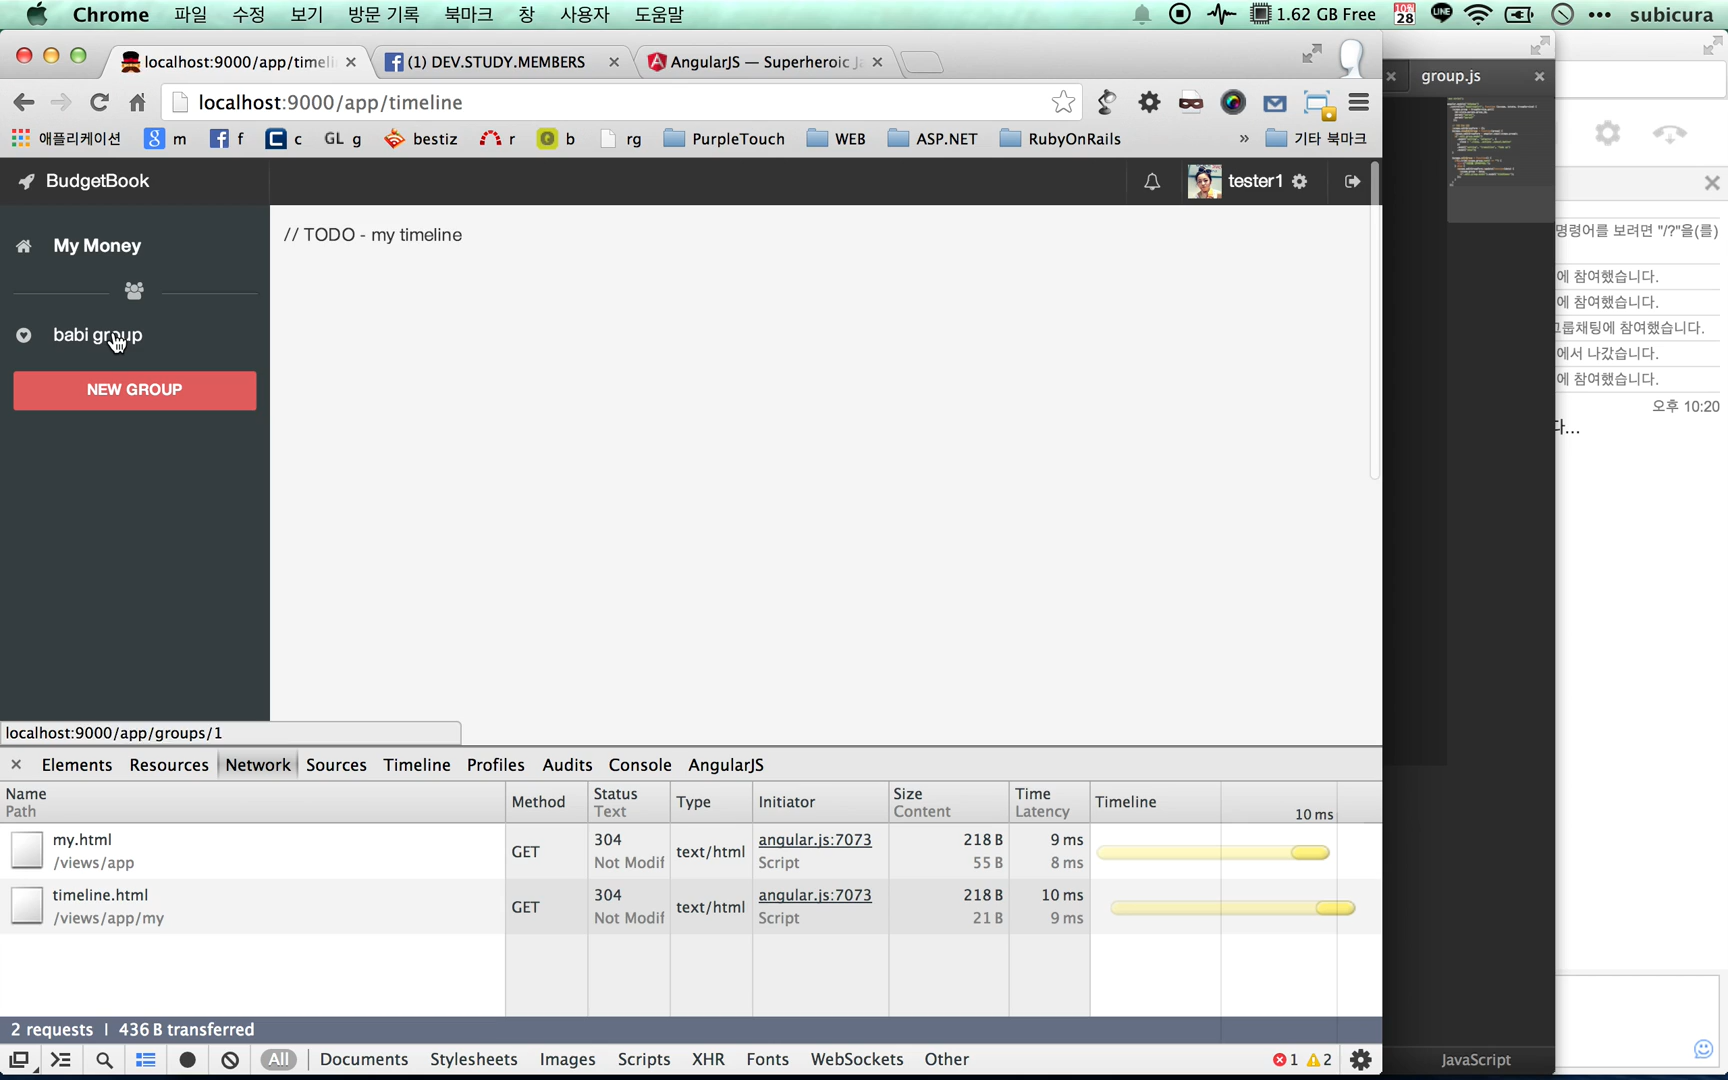 Chrome 파일 수정 보기 방문 기록 북마크 창 사용자 도움말 1.62 GB Free 10월 28 LINE subicura
localhost:9000/app/timeli (1) DEV.STUDY.MEMBERS AngularJS — Superheroic J
group.js
localhost:9000/app/timeline
애플리케이션 g m f C c GL g bestiz r b rg PurpleTouch WEB ASP.NET RubyOnRails » 기타 북마크
BudgetBook tester1
My Money
// TODO - my timeline
babi group
NEW GROUP
명령어를 보려면 "/?"을(를)
에 참여했습니다.
에 참여했습니다.
그룹채팅에 참여했습니다.
에서 나갔습니다.
에 참여했습니다.
오후 10:20
다...
localhost:9000/app/groups/1
Elements Resources Network Sources Timeline Profiles Audits Console AngularJS
Name Method Status Type Initiator Size Time Timeline
Path Text Content Latency 10 ms
my.html GET 304 text/html angular.js:7073 218 B 9 ms
/views/app Not Modif Script 55 B 8 ms
timeline.html GET 304 text/html angular.js:7073 218 B 10 ms
/views/app/my Not Modif Script 21 B 9 ms
2 requests | 436 B transferred
All Documents Stylesheets Images Scripts XHR Fonts WebSockets Other 1 2
JavaScript